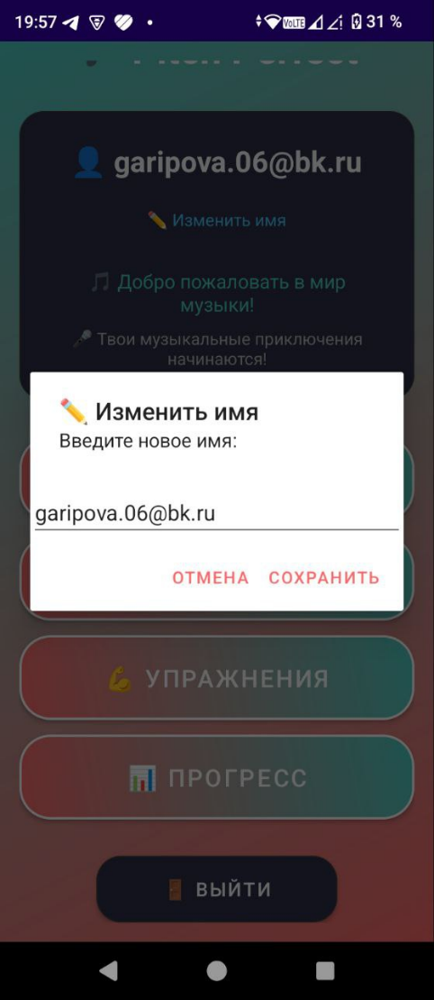 19:57
VoLTE
31 %
garipova.06@bk.ru
Изменить имя
Добро пожаловать в мир
музыки!
Твои музыкальные приключения
начинаются!
Изменить имя
Введите новое имя:
garipova.06@bk.ru
ОТМЕНА СОХРАНИТЬ
УПРАЖНЕНИЯ
ПРОГРЕСС
ВЫЙТИ